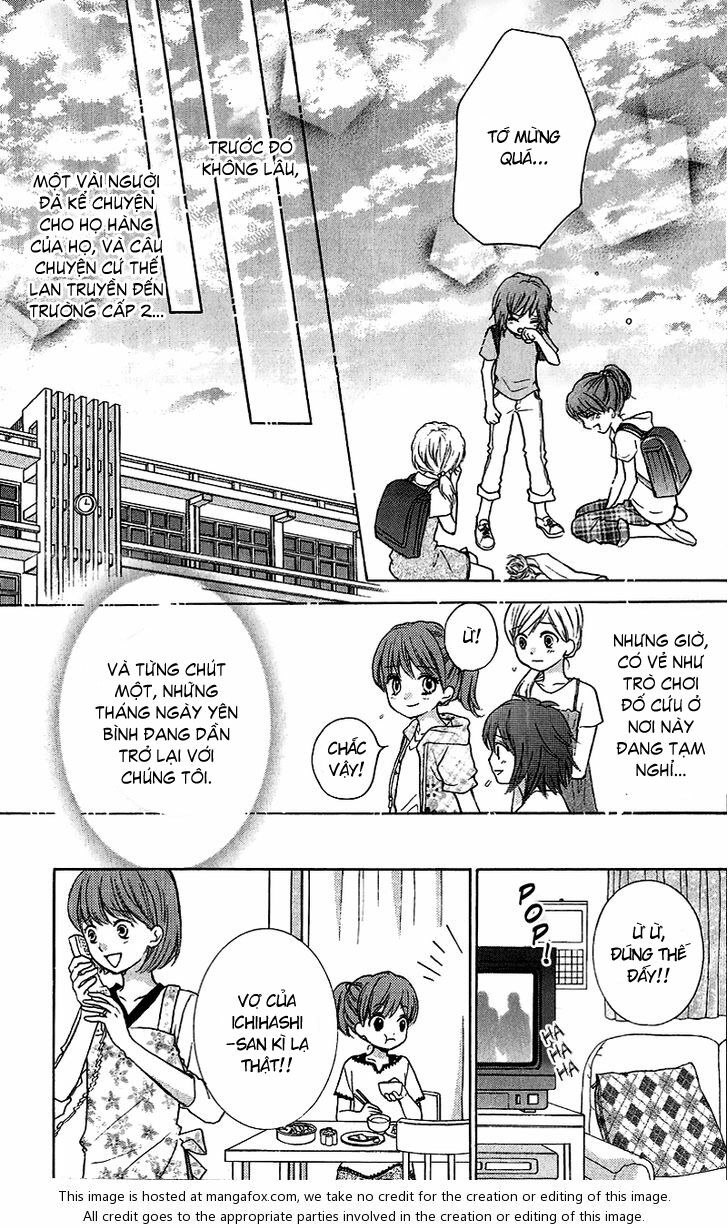 TỚ MỪNG
QUÁ...
TRƯỚC ĐÓ
KHÔNG LÂU,
MỘT VÀI NGƯỜI
ĐÃ KỂ CHUYỆN
CHO HỌ HÀNG
CỦA HỌ, VÀ CÂU
CHUYỆN CỨ THẾ
LAN TRUYỀN ĐẾN
TRƯỜNG CẤP 2...
NHƯNG GIỜ,
CÓ VẺ NHƯ
TRÒ CHƠI
ĐỔ CỨU Ở
NƠI NÀY
ĐANG TẠM
NGHỈ...
Ừ!
CHẮC
VẬY!
VÀ TỪNG CHÚT
MỘT, NHỮNG
THÁNG NGÀY YÊN
BÌNH ĐANG DẦN
TRỞ LẠI VỚI
CHÚNG TÔI.
Ừ Ừ,
ĐÚNG THẾ
ĐẤY!!
POP!
HA
HA
HA
VỢ CỦA
ICHIHASHI
-SAN KÌ LẠ
THẬT!!
This image is hosted at mangafox.com, we take no credit for the creation or editing of this image.
All credit goes to the appropriate parties involved in the creation or editing of this image.